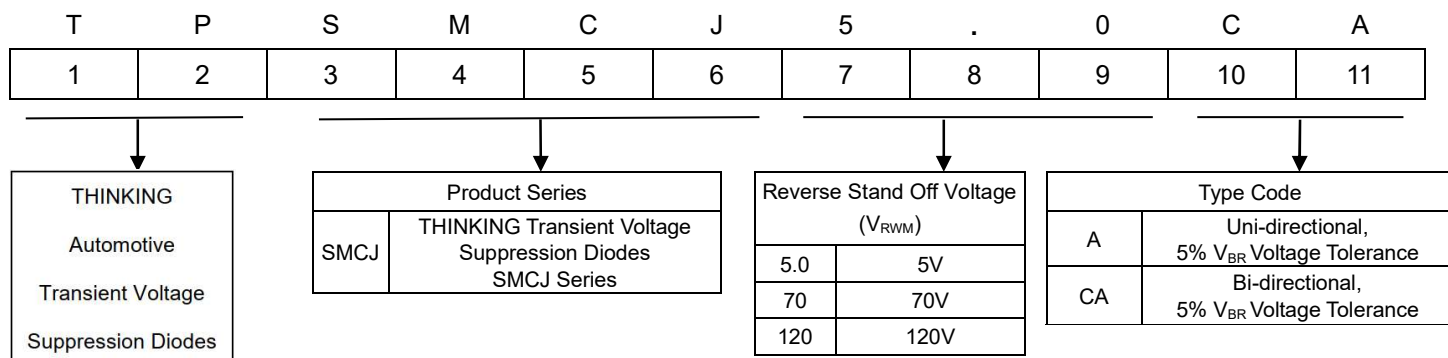 T P S M C J 5 . 0 C A
1 2 3 4 5 6 7 8 9 10 11
THINKING
Automotive
Transient Voltage
Suppression Diodes
Product Series
SMCJ
THINKING Transient Voltage
Suppression Diodes
SMCJ Series
Reverse Stand Off Voltage
(VRWM)
5.0 5V
70 70V
120 120V
Type Code
A
Uni-directional,
5% VBR Voltage Tolerance
CA
Bi-directional,
5% VBR Voltage Tolerance